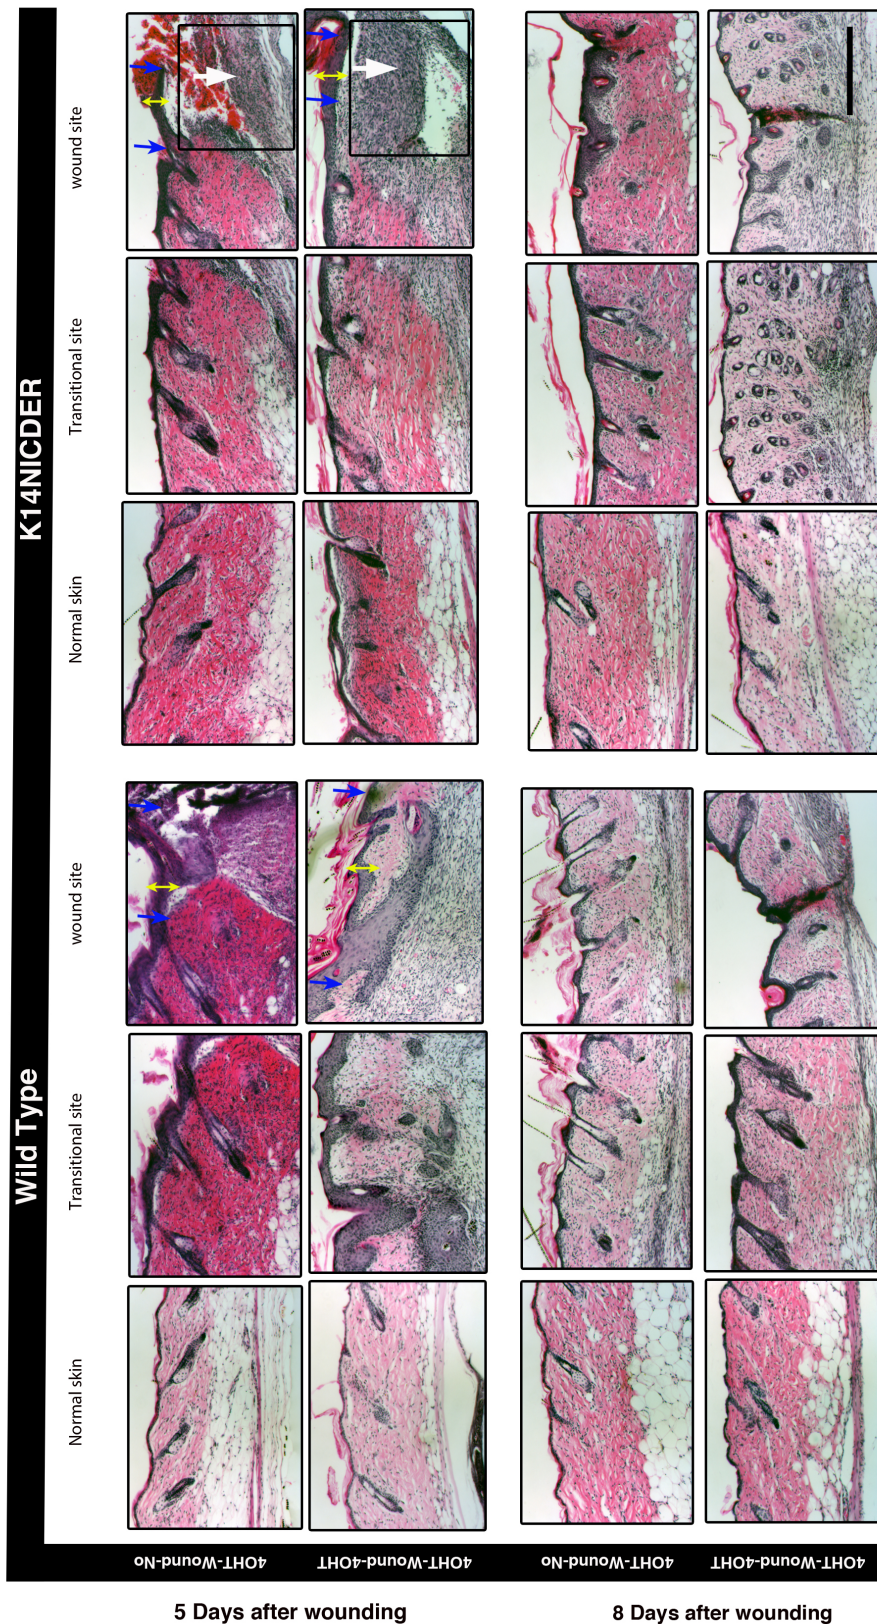 K14NICDER
wound site
Transitional site
Normal skin
Wild Type
wound site
Transitional site
Normal skin
4OHT-Wound-No
4OHT-Wound-4OHT
4OHT-Wound-No
4OHT-Wound-4OHT
5 Days after wounding
8 Days after wounding